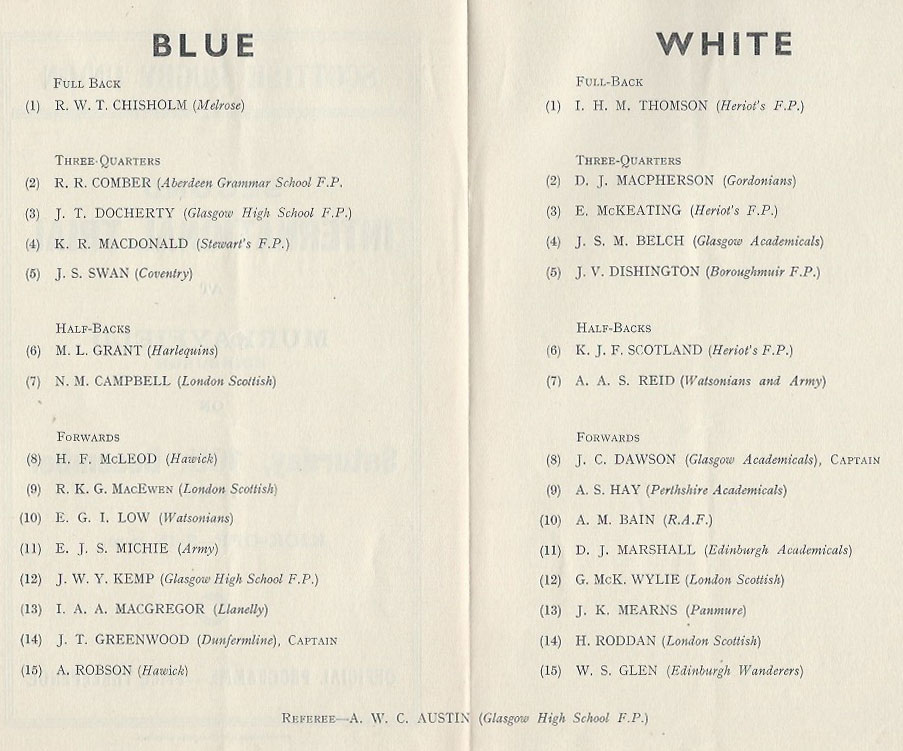 BLUE
FULL BACK
(1) R. W. T. CHISHOLM (Melrose)
THREE-QUARTERS
(2) R. R. COMBER (Aberdeen Grammar School F.P.
(3) J. T. DOCHERTY (Glasgow High School F.P.)
(4) K. R. MACDONALD (Stewart's F.P.)
(5) J. S. SWAN (Coventry)
HALF-BACKS
(6) M. L. GRANT (Harlequins)
(7) N. M. CAMPBELL (London Scottish)
FORWARDS
(8) H. F. McLEOD (Hawick)
(9) R. K. G. MacEwen (London Scottish)
(10) E. G. I. LOW (Watsonians)
(11) E. J. S. MICHIE (Army)
(12) J. W. Y. KEMP (Glasgow High School F.P.)
(13) I. A. A. MACGREGOR (Llanelly)
(14) J. T. GREENWOOD (Dunfermline), CAPTAIN
(15) A. ROBSON (Hawick)
WHITE
FULL-BACK
(1) I. H. M. THOMSON (Heriot's F.P.)
THREE-QUARTERS
(2) D. J. MACPHERSON (Gordonians)
(3) E. McKEATING (Heriot's F.P.)
(4) J. S. M. BELCH (Glasgow Academicals)
(5) J. V. DISHINGTON (Boroughmuir F.P.)
HALF-BACKS
(6) K. J. F. SCOTLAND (Heriot's F.P.)
(7) A. A. S. REID (Watsonians and Army)
FORWARDS
(8) J. C. DAWSON (Glasgow Academicals), CAPTAIN
(9) A. S. HAY (Perthshire Academicals)
(10) A. M. BAIN (R.A.F.)
(11) D. J. MARSHALL (Edinburgh Academicals)
(12) G. McK. WYLIE (London Scottish)
(13) J. K. MEARNS (Panmure)
(14) H. RODDAN (London Scottish)
(15) W. S. GLEN (Edinburgh Wanderers)
REFEREE—A. W. C. AUSTIN (Glasgow High School F.P.)